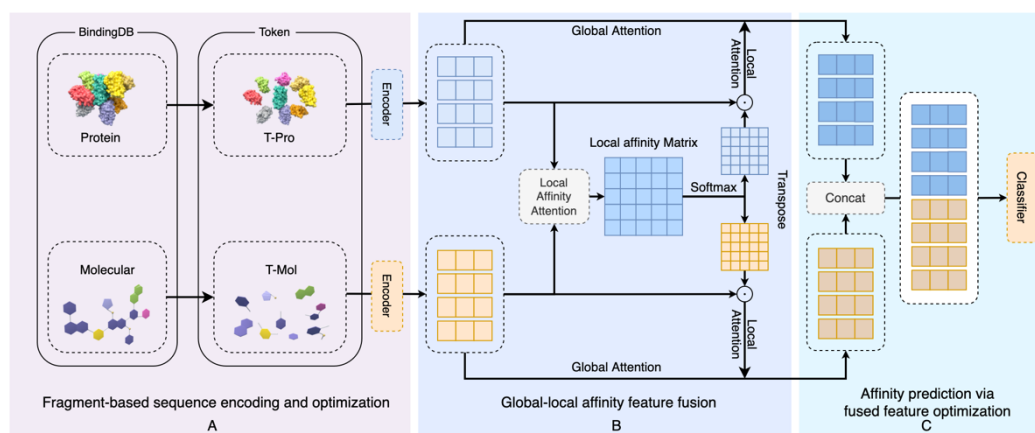 BindingDB
Token
Protein
T-Pro
Molecular
T-Mol
Encoder
Encoder
Fragment-based sequence encoding and optimization
A
Global Attention
Local
Attention
Local affinity Matrix
Local
Affinity
Attention
Softmax
Transpose
Local
Attention
Global Attention
Global-local affinity feature fusion
B
Concat
Classifier
Affinity prediction via
fused feature optimization
C